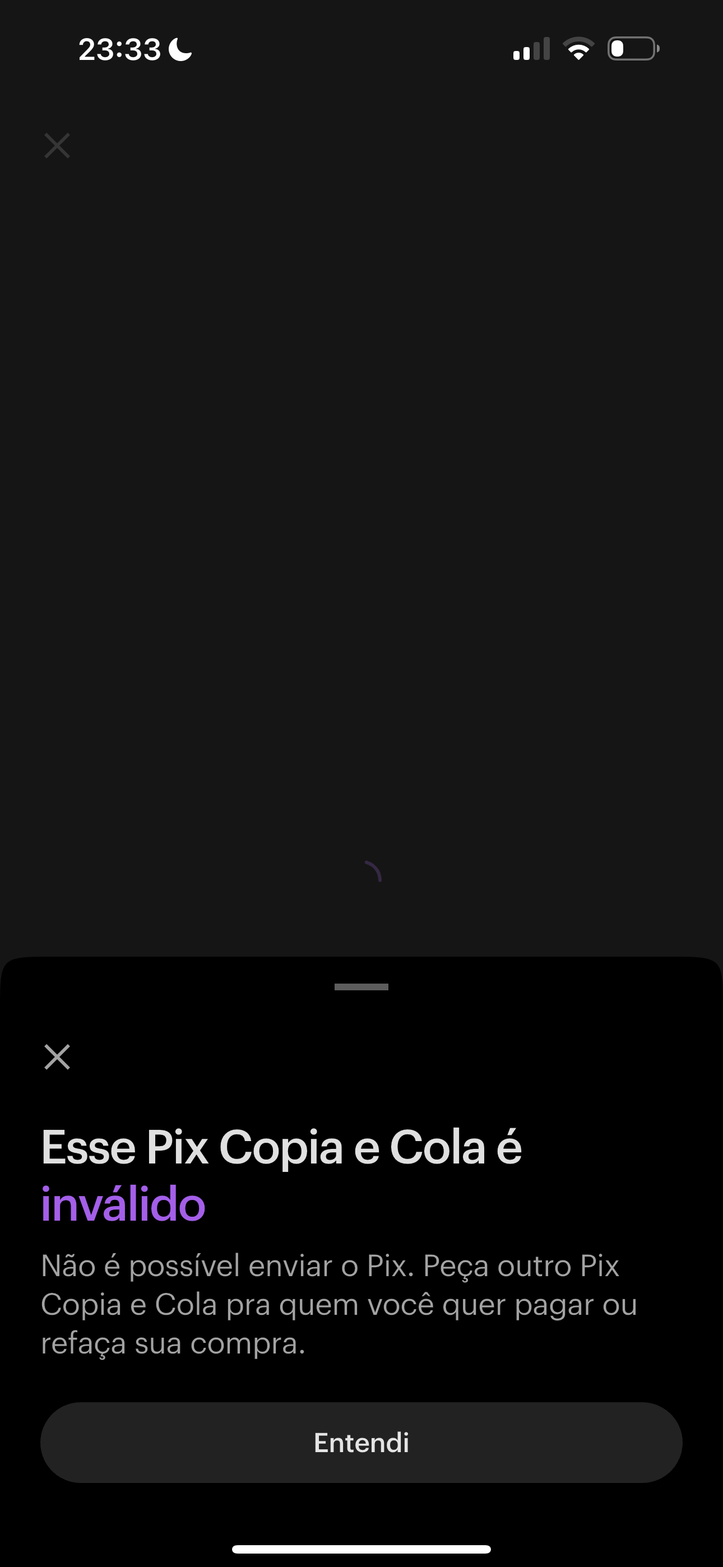 23:33
Esse Pix Copia e Cola é
inválido
Não é possível enviar o Pix. Peça outro Pix
Copia e Cola pra quem você quer pagar ou
refaça sua compra.
Entendi